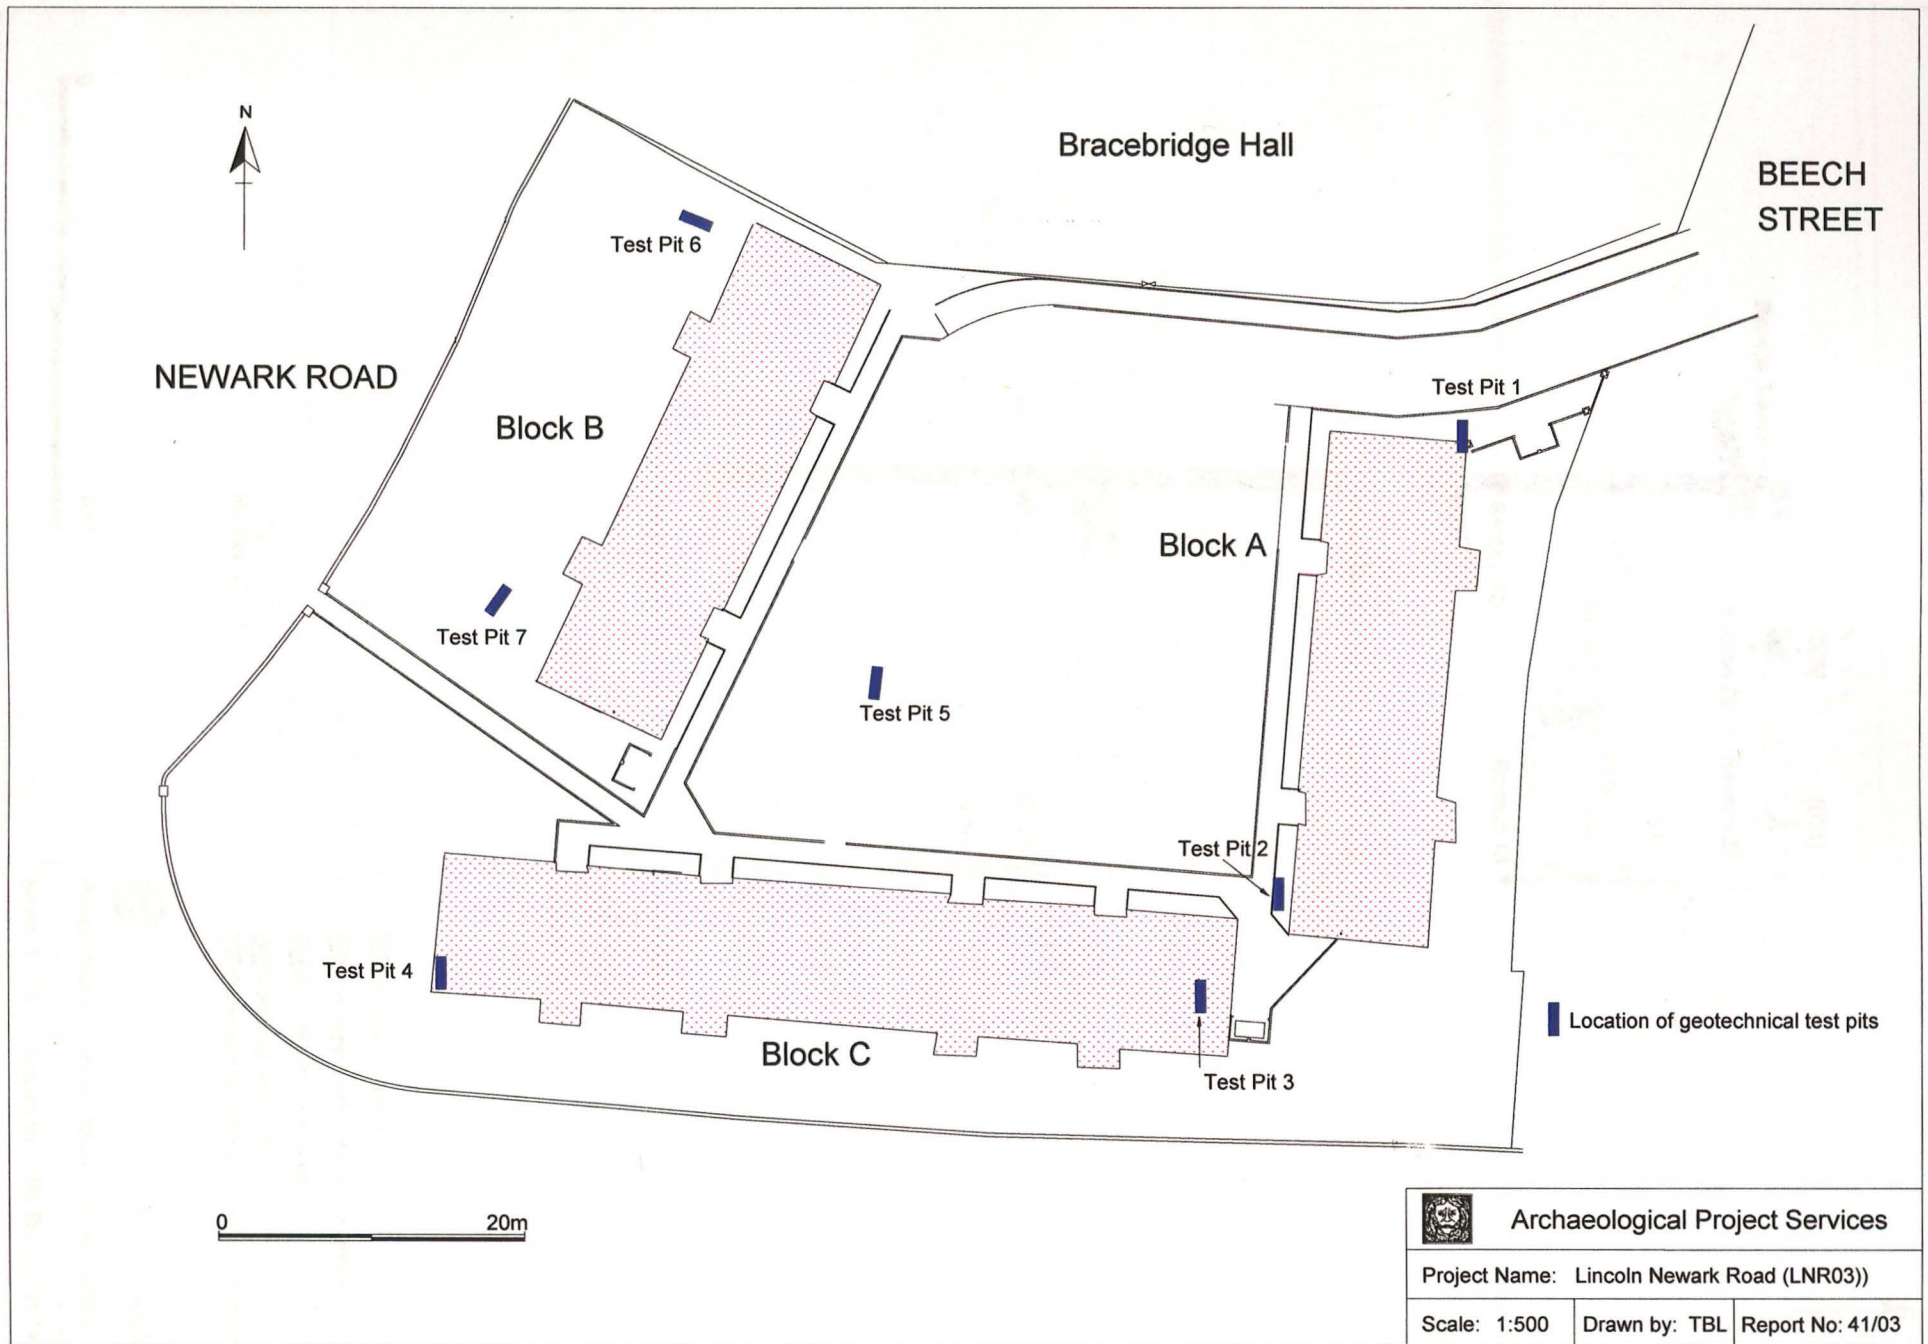 N
Bracebridge Hall
BEECH
STREET
Test Pit 6
NEWARK ROAD
Test Pit 1
Block B
Block A
Test Pit 7
Test Pit 5
Test Pit 2
Test Pit 4
Location of geotechnical test pits
Block C
Test Pit 3
0 20m
Archaeological Project Services
Project Name: Lincoln Newark Road (LNR03))
Scale: 1:500 Drawn by: TBL Report No: 41/03